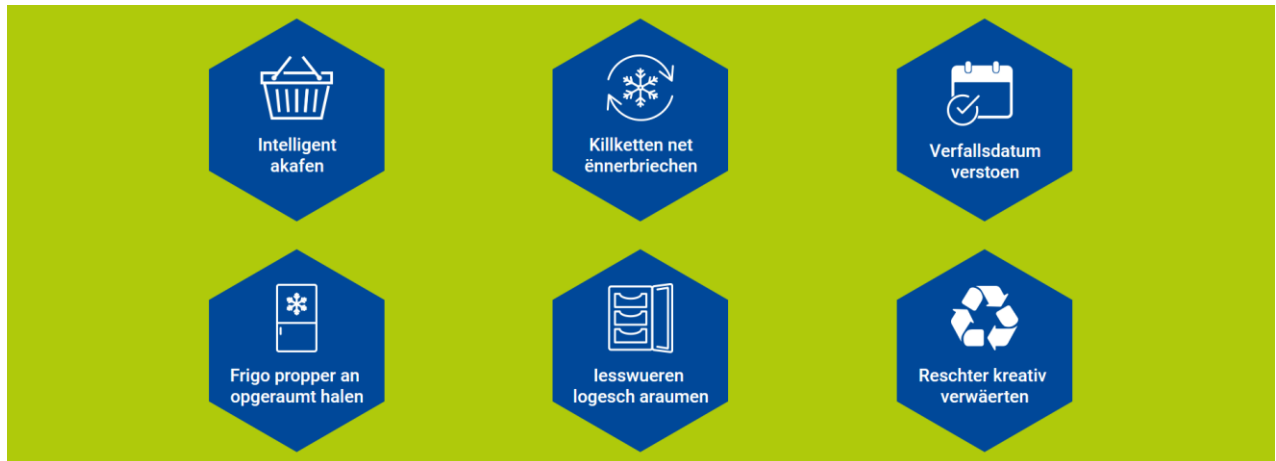 Intelligent
akafen
Killketten net
ënnerbriechen
Verfallsdatum
verstoen
Frigo propper an
opgeraumt halen
Iesswueren
logesch araumen
Reschter kreativ
verwäerten